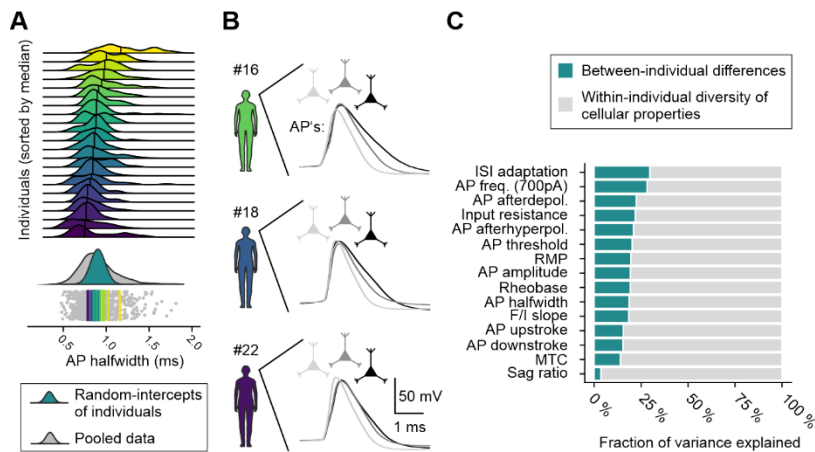 A
Individuals (sorted by median)
0.5
1.0
1.5
2.0
AP halfwidth (ms)
Random-intercepts
of individuals
Pooled data
B
#16
AP's:
#18
#22
50 mV
1 ms
C
Between-individual differences
Within-individual diversity of
cellular properties
ISI adaptation
AP freq. (700pA)
AP afterdepol.
Input resistance
AP afterhyperpol.
AP threshold
RMP
AP amplitude
Rheobase
AP halfwidth
F/I slope
AP upstroke
AP downstroke
MTC
Sag ratio
0 %
25 %
50 %
75 %
100 %
Fraction of variance explained